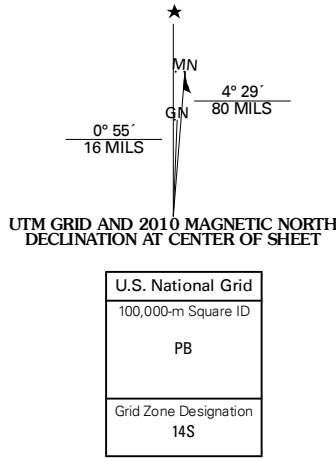 MN
4° 29´
80 MILS
GN
0° 55´
16 MILS
UTM GRID AND 2010 MAGNETIC NORTH
DECLINATION AT CENTER OF SHEET
U.S. National Grid
100,000-m Square ID
PB
Grid Zone Designation
14S